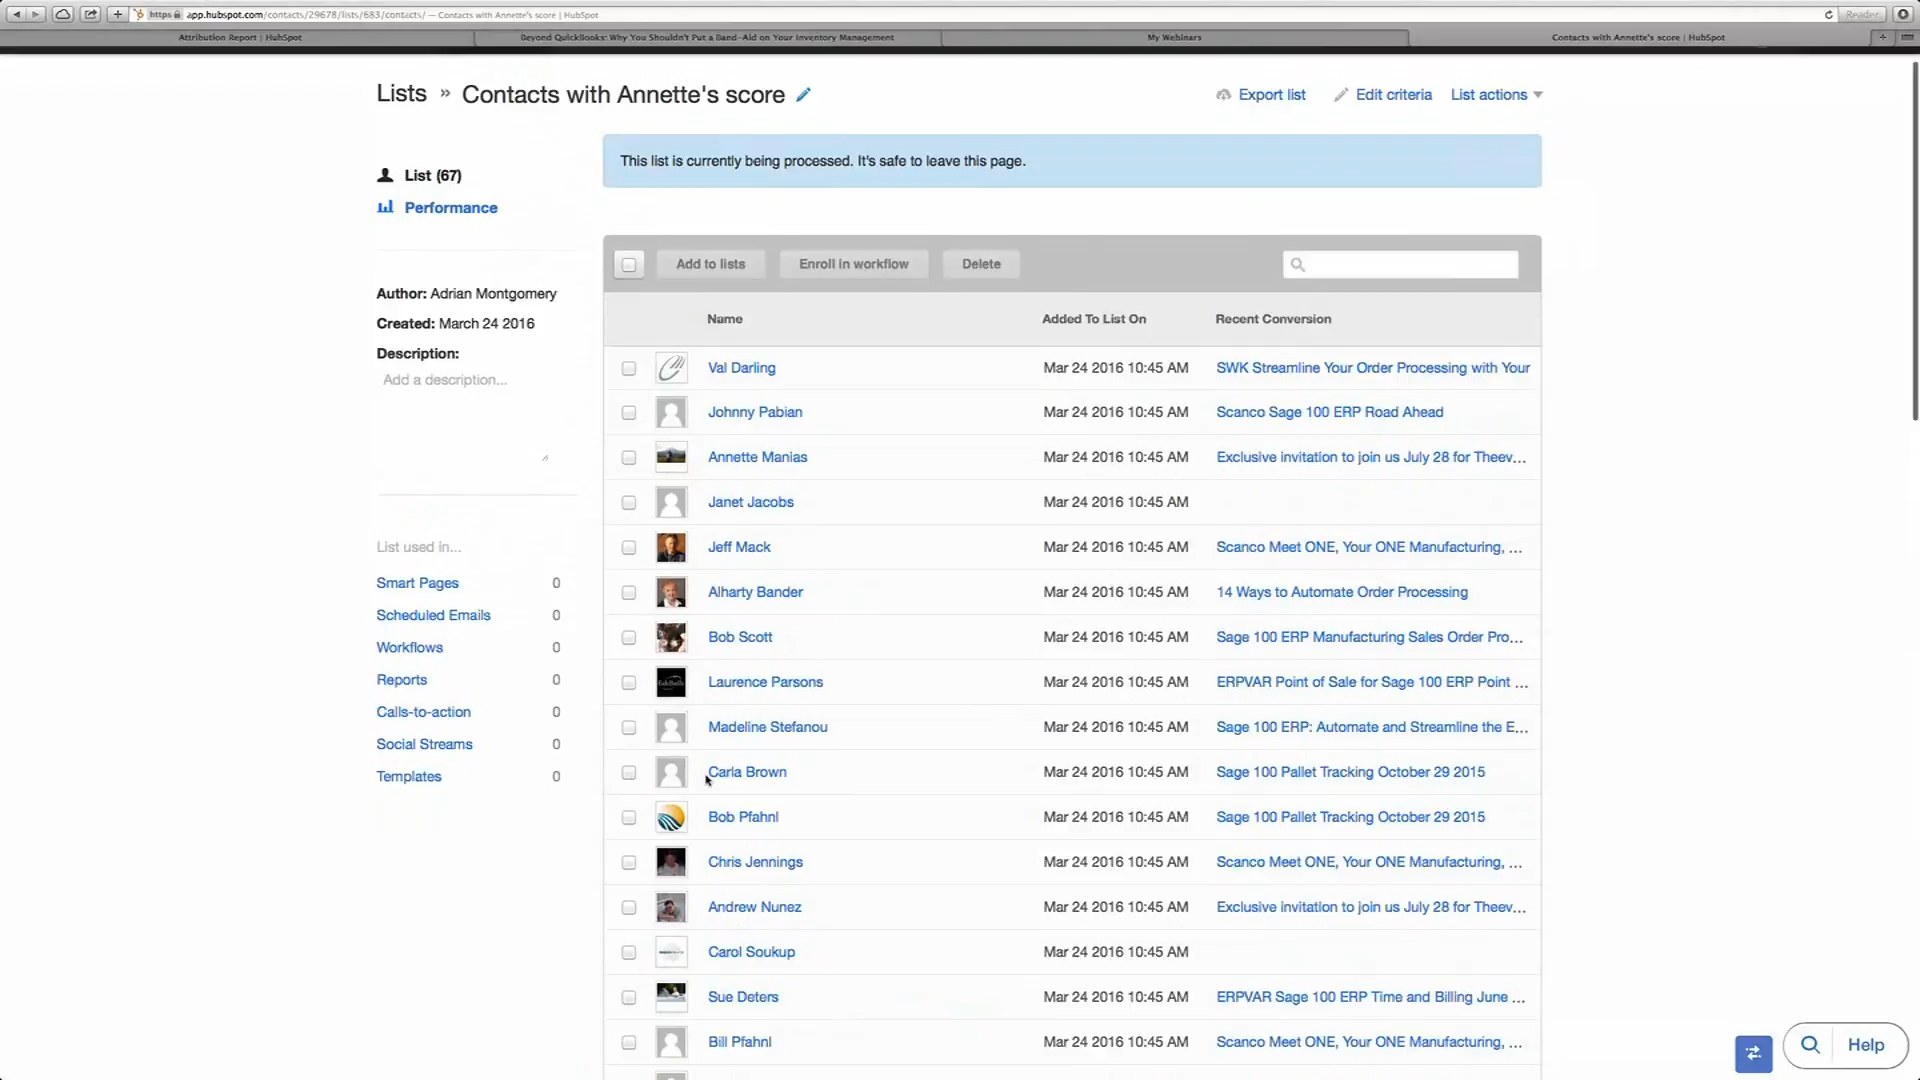 https app.hubspot.com/contacts/29678/lists/683/contacts/ — Contacts with Annette's score | HubSpot
Reader
Attribution Report | HubSpot
Beyond QuickBooks: Why You Shouldn't Put a Band-Aid on Your Inventory Management
My Webinars
Contacts with Annette's score | HubSpot
Lists » Contacts with Annette's score
Export list
Edit criteria
List actions
List (67)
Performance
This list is currently being processed. It's safe to leave this page.
Add to lists
Enroll in workflow
Delete
Author: Adrian Montgomery
Created: March 24 2016
Description:
Add a description...
List used in...
Smart Pages 0
Scheduled Emails 0
Workflows 0
Reports 0
Calls-to-action 0
Social Streams 0
Templates 0
Name Added To List On Recent Conversion
Val Darling Mar 24 2016 10:45 AM SWK Streamline Your Order Processing with Your
Johnny Pabian Mar 24 2016 10:45 AM Scanco Sage 100 ERP Road Ahead
Annette Manias Mar 24 2016 10:45 AM Exclusive invitation to join us July 28 for Theev...
Janet Jacobs Mar 24 2016 10:45 AM
Jeff Mack Mar 24 2016 10:45 AM Scanco Meet ONE, Your ONE Manufacturing, ...
Alharty Bander Mar 24 2016 10:45 AM 14 Ways to Automate Order Processing
Bob Scott Mar 24 2016 10:45 AM Sage 100 ERP Manufacturing Sales Order Pro...
Laurence Parsons Mar 24 2016 10:45 AM ERPVAR Point of Sale for Sage 100 ERP Point ...
Madeline Stefanou Mar 24 2016 10:45 AM Sage 100 ERP: Automate and Streamline the E...
Carla Brown Mar 24 2016 10:45 AM Sage 100 Pallet Tracking October 29 2015
Bob Pfahnl Mar 24 2016 10:45 AM Sage 100 Pallet Tracking October 29 2015
Chris Jennings Mar 24 2016 10:45 AM Scanco Meet ONE, Your ONE Manufacturing, ...
Andrew Nunez Mar 24 2016 10:45 AM Exclusive invitation to join us July 28 for Theev...
Carol Soukup Mar 24 2016 10:45 AM
Sue Deters Mar 24 2016 10:45 AM ERPVAR Sage 100 ERP Time and Billing June ...
Bill Pfahnl Mar 24 2016 10:45 AM Scanco Meet ONE, Your ONE Manufacturing, ...
Help